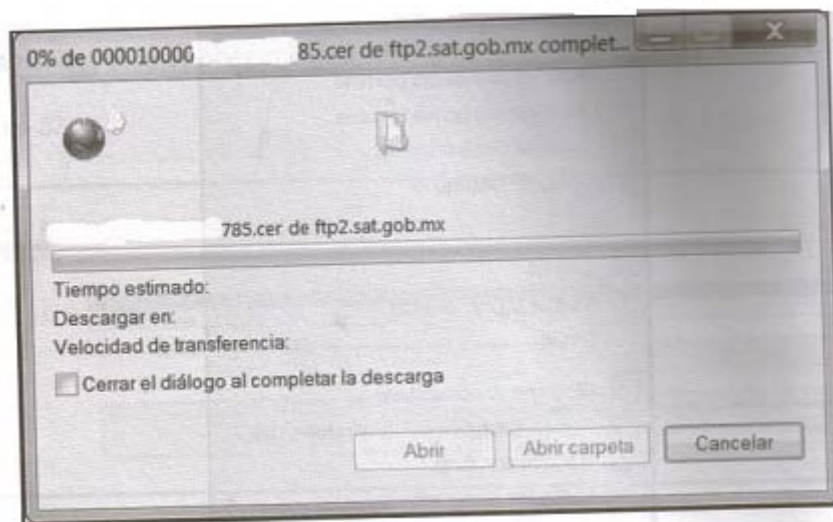 0% de 000010000 85.cer de ftp2.sat.gob.mx complet...
785.cer de ftp2.sat.gob.mx
Tiempo estimado:
Descargar en:
Velocidad de transferencia:
Cerrar el diálogo al completar la descarga
Abrir Abrir carpeta Cancelar